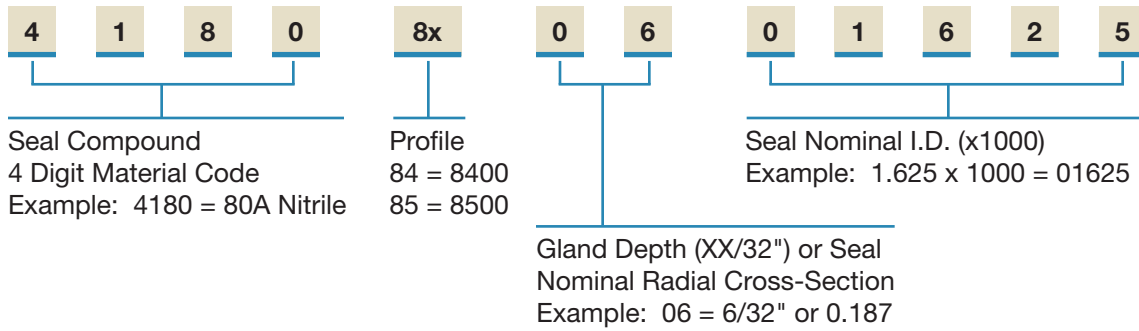 4 1 8 0 8x 0 6 0 1 6 2 5
Seal Compound
4 Digit Material Code
Example: 4180 = 80A Nitrile
Profile
84 = 8400
85 = 8500
Seal Nominal I.D. (x1000)
Example: 1.625 x 1000 = 01625
Gland Depth (XX/32") or Seal
Nominal Radial Cross-Section
Example: 06 = 6/32" or 0.187